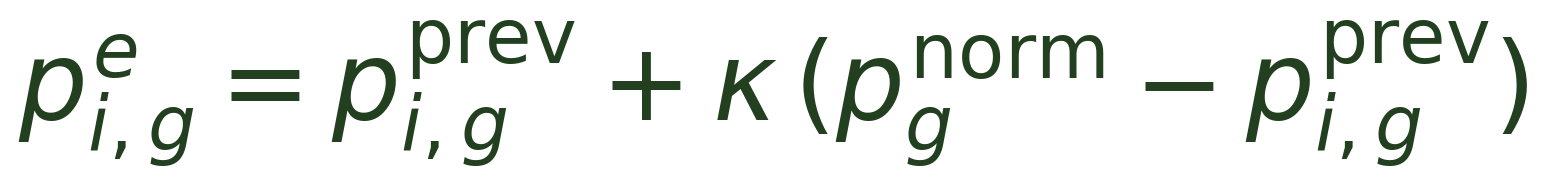 p_{i,g}^{e} = p_{i,g}^{prev} + κ (p_{g}^{norm} − p_{i,g}^{prev})